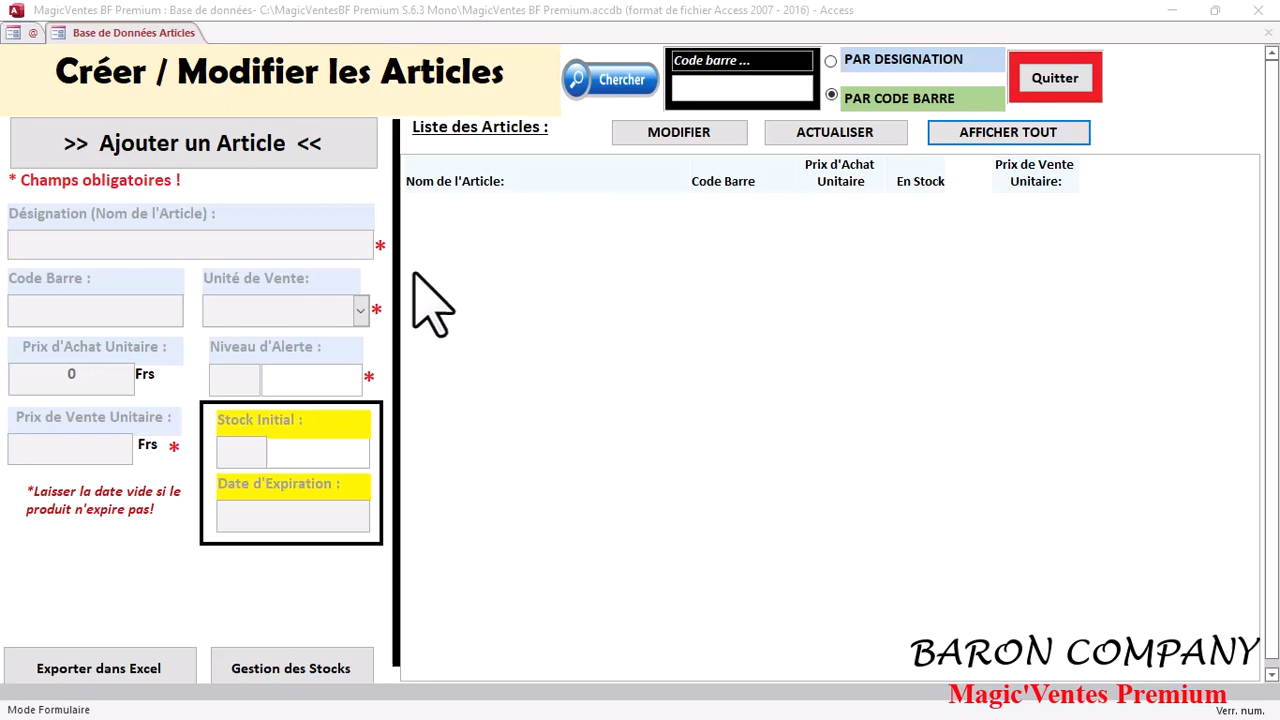 MagicVentes BF Premium : Base de données- C:\MagicVentesBF Premium S.6.3 Mono\MagicVentes BF Premium.accdb (format de fichier Access 2007 - 2016) - Access
@
Base de Données Articles
Créer / Modifier les Articles
Chercher
Code barre ...
PAR DESIGNATION
PAR CODE BARRE
Quitter
>> Ajouter un Article <<
Liste des Articles :
MODIFIER
ACTUALISER
AFFICHER TOUT
* Champs obligatoires !
Nom de l'Article:
Code Barre
Prix d'Achat
Unitaire
En Stock
Prix de Vente
Unitaire:
Désignation (Nom de l'Article) :
*
Code Barre :
Unité de Vente:
*
Prix d'Achat Unitaire :
Niveau d'Alerte :
0
Frs
*
Prix de Vente Unitaire :
Frs
*
Stock Initial :
Date d'Expiration :
*Laisser la date vide si le
produit n'expire pas!
Exporter dans Excel
Gestion des Stocks
BARON COMPANY
Magic'Ventes Premium
Mode Formulaire
Verr. num.